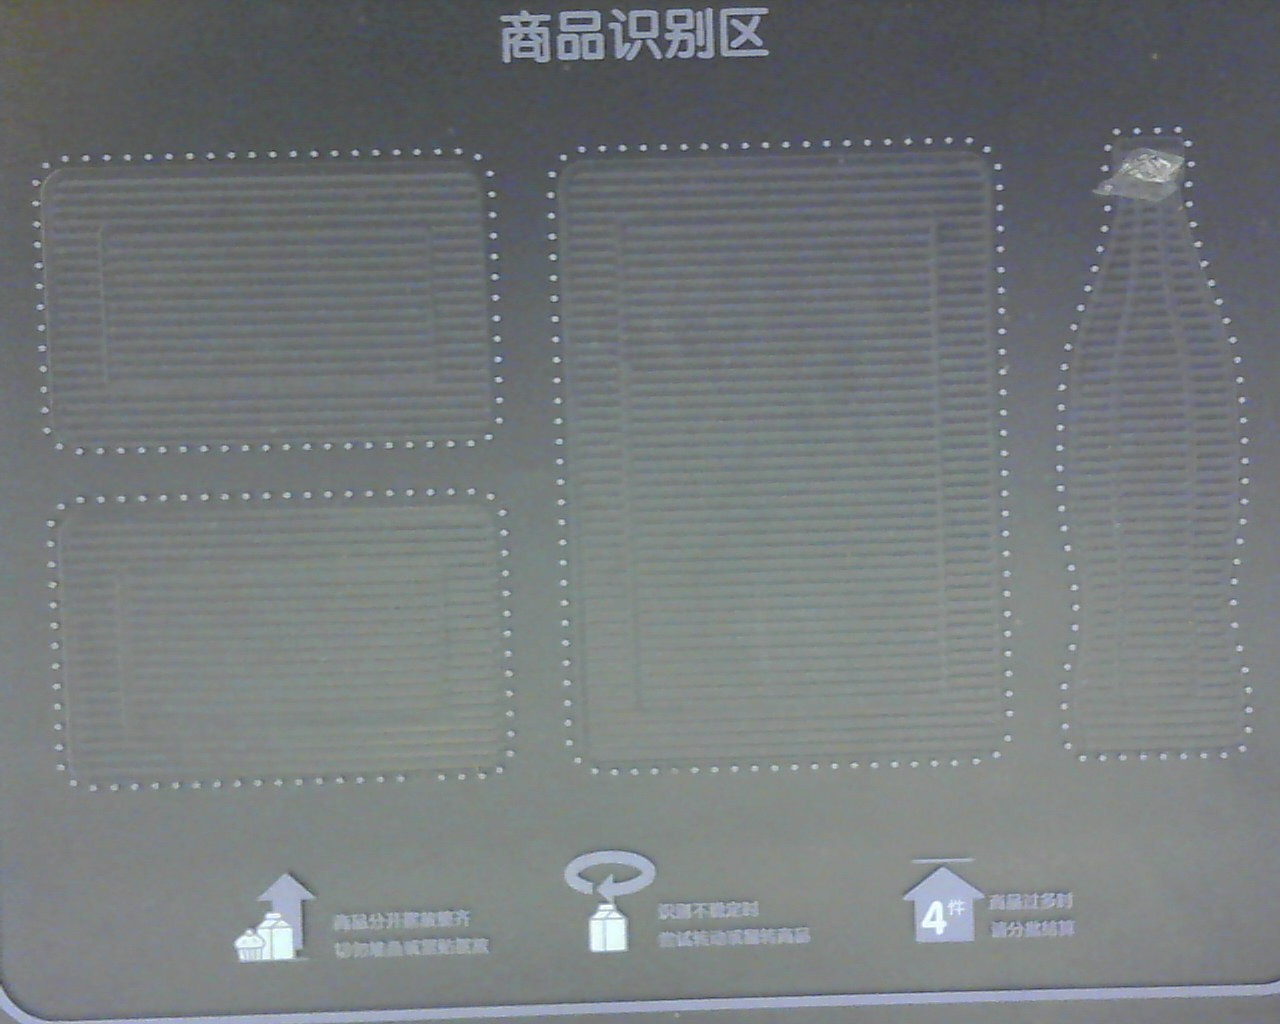 商品识别区
商品分开摆放整齐
切勿堆叠或紧贴摆放
识别不稳定时
尝试转动或翻转商品
4件
商品过多时
请分批结算